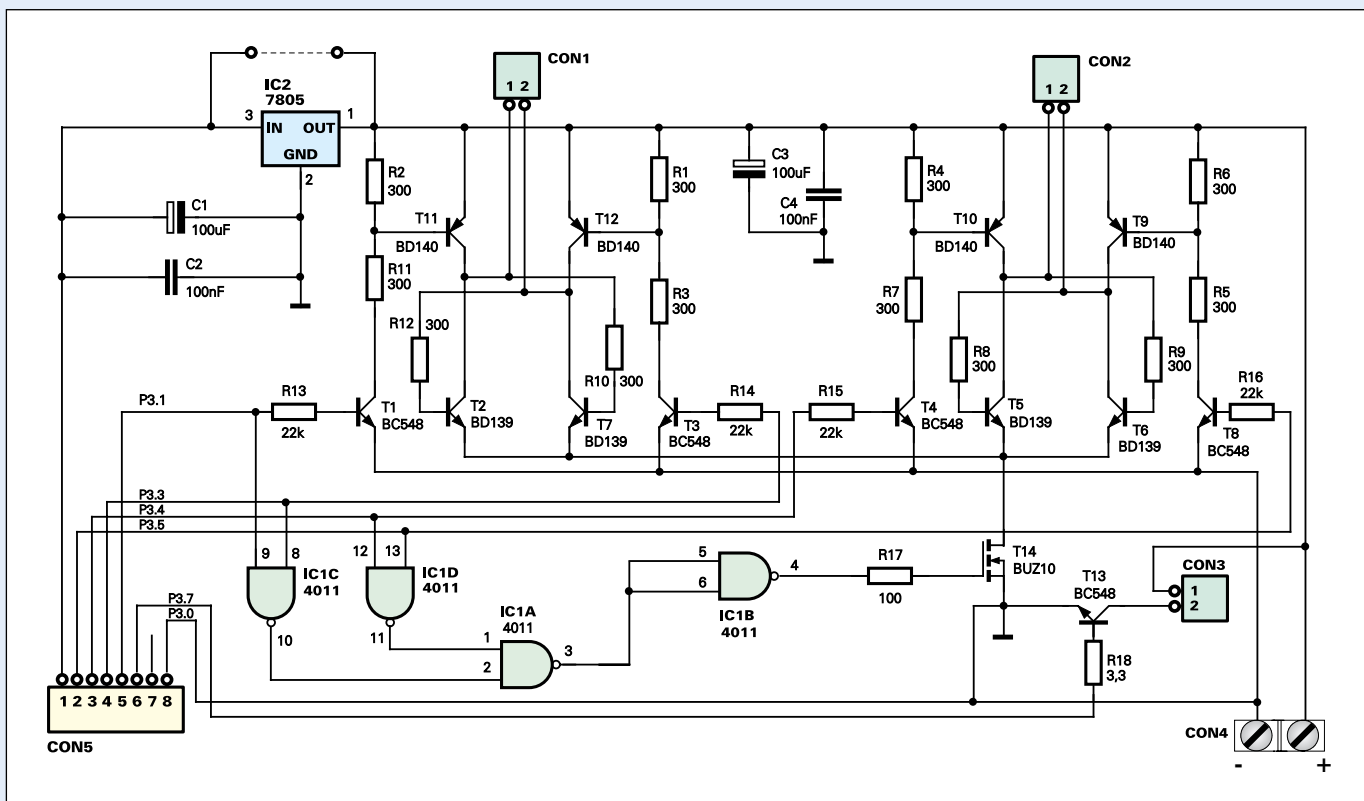 CON1
1 2
CON2
1 2
IC2
7805
3
IN
OUT
1
GND
2
C1
100uF
C2
100nF
R2
300
T11
BD140
R11
300
R12
300
T12
BD140
R1
300
R3
300
R10
300
C3
100uF
C4
100nF
R4
300
T10
BD140
R7
300
R8
300
T9
BD140
R6
300
R5
300
R9
300
P3.1
R13
22k
T1
BC548
T2
BD139
T7
BD139
T3
BC548
R14
22k
R15
22k
T4
BC548
T5
BD139
T6
BD139
T8
BC548
R16
22k
P3.3
P3.4
P3.5
9
8
IC1C
4011
10
12
13
IC1D
4011
11
IC1A
4011
1
2
3
5
6
4
IC1B
4011
R17
100
T14
BUZ10
T13
BC548
CON3
1
2
R18
3,3
P3.7
P3.0
1 2 3 4 5 6 7 8
CON5
CON4
-
+